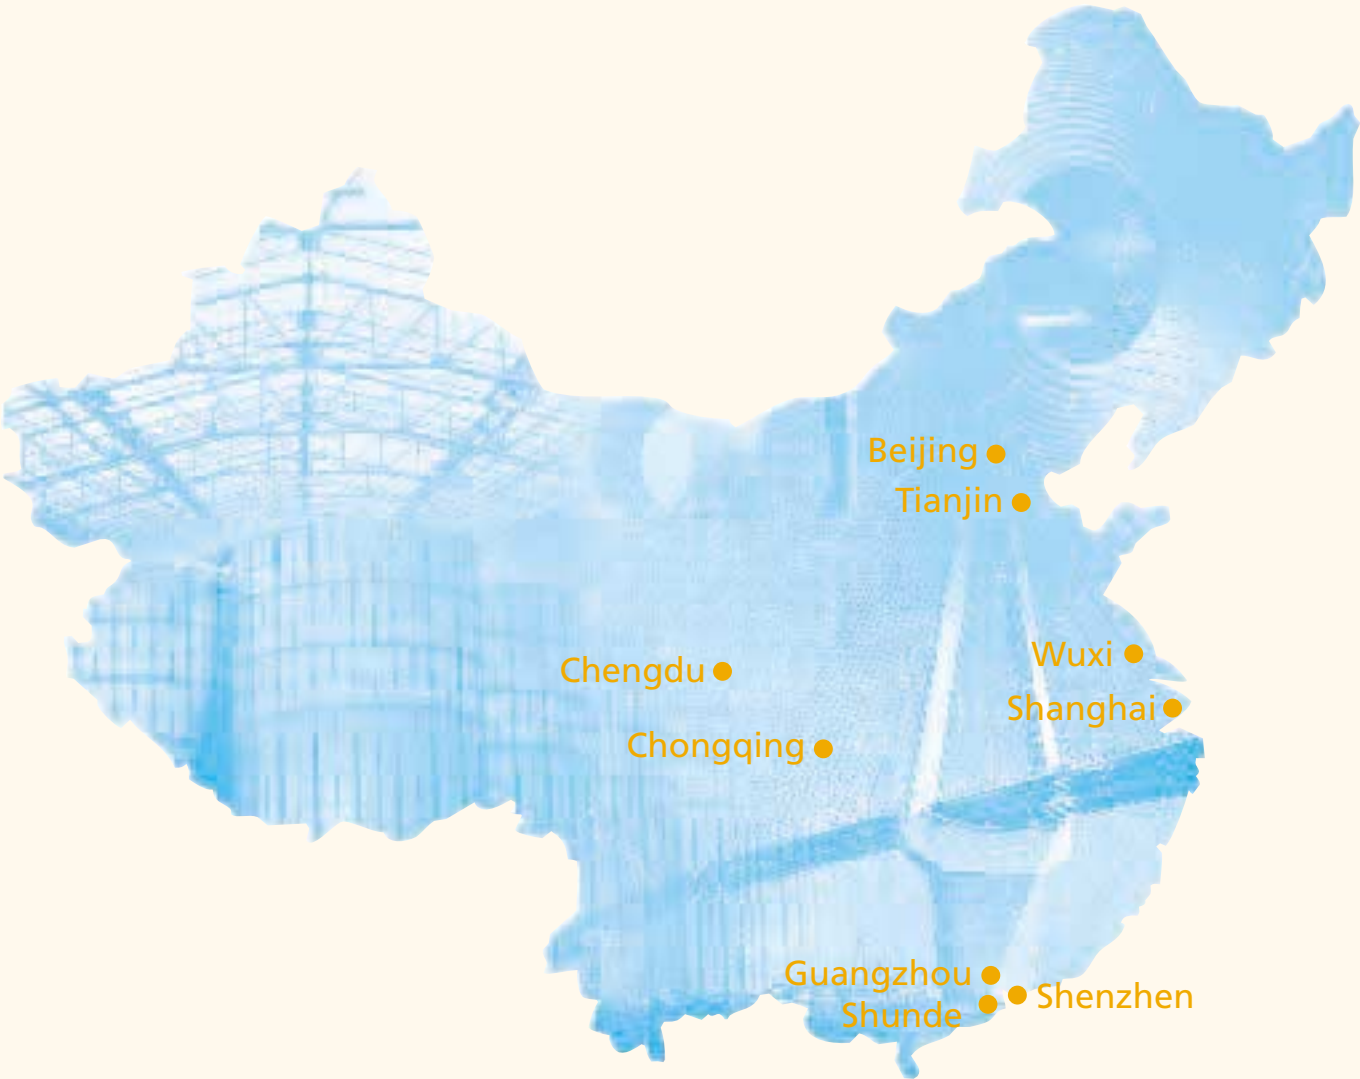 Beijing
Tianjin
Wuxi
Chengdu
Shanghai
Chongqing
Guangzhou
Shenzhen
Shunde